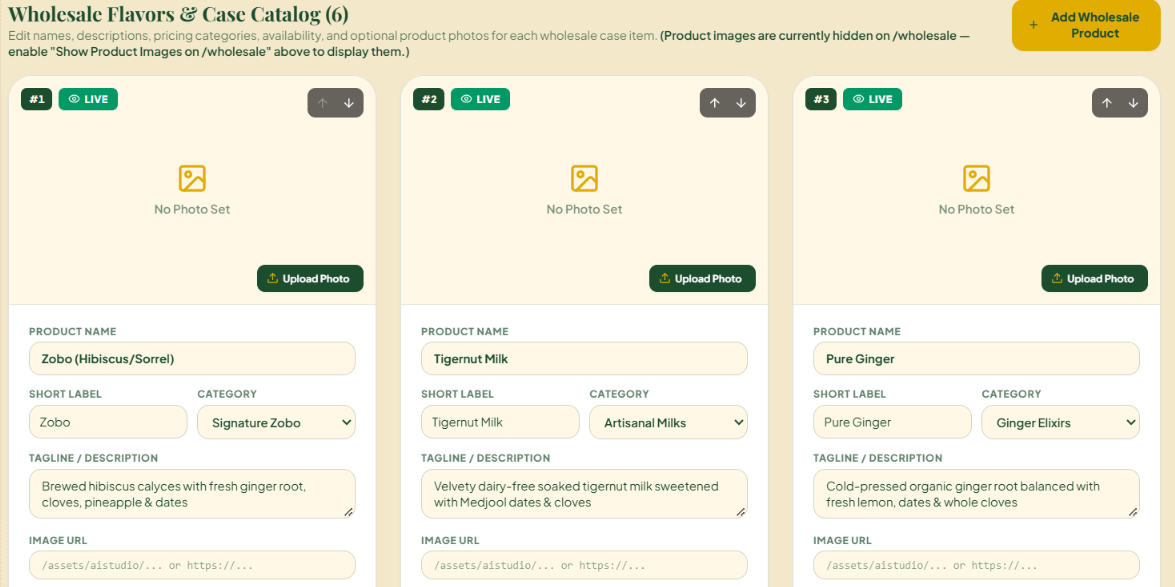 Wholesale Flavors & Case Catalog (6)
Edit names, descriptions, pricing categories, availability, and optional product photos for each wholesale case item. (Product images are currently hidden on /wholesale —
enable "Show Product Images on /wholesale" above to display them.)
+ Add Wholesale
Product
#1 LIVE ↑ ↓
No Photo Set
Upload Photo
PRODUCT NAME
Zobo (Hibiscus/Sorrel)
SHORT LABEL CATEGORY
Zobo Signature Zobo
TAGLINE / DESCRIPTION
Brewed hibiscus calyces with fresh ginger root,
cloves, pineapple & dates
IMAGE URL
/assets/aistudio/... or https://...
#2 LIVE ↑ ↓
No Photo Set
Upload Photo
PRODUCT NAME
Tigernut Milk
SHORT LABEL CATEGORY
Tigernut Milk Artisanal Milks
TAGLINE / DESCRIPTION
Velvety dairy-free soaked tigernut milk sweetened
with Medjool dates & cloves
IMAGE URL
/assets/aistudio/... or https://...
#3 LIVE ↑ ↓
No Photo Set
Upload Photo
PRODUCT NAME
Pure Ginger
SHORT LABEL CATEGORY
Pure Ginger Ginger Elixirs
TAGLINE / DESCRIPTION
Cold-pressed organic ginger root balanced with
fresh lemon, dates & whole cloves
IMAGE URL
/assets/aistudio/... or https://...